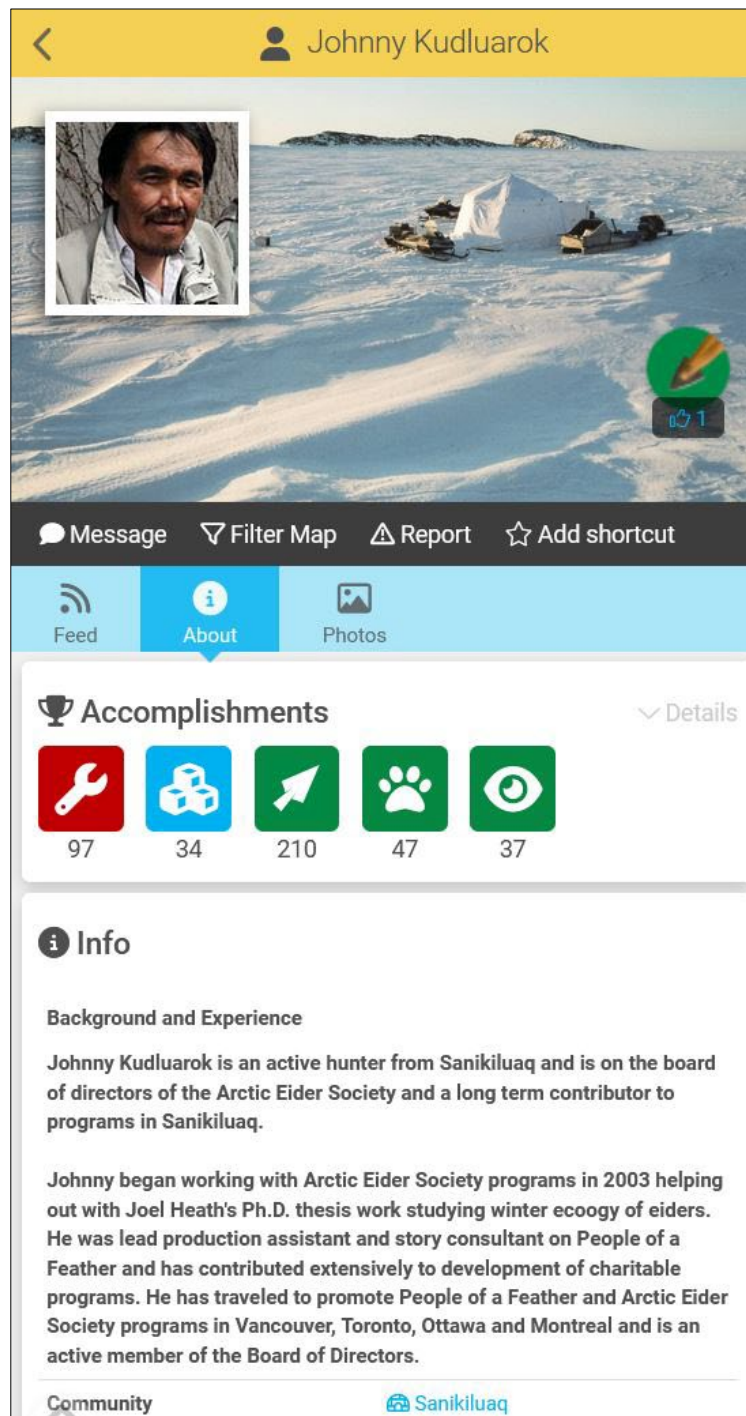 Johnny Kudluarok
1
Message Filter Map Report Add shortcut
Feed About Photos
Accomplishments Details
97 34 210 47 37
Info
Background and Experience
Johnny Kudluarok is an active hunter from Sanikiluaq and is on the board
of directors of the Arctic Eider Society and a long term contributor to
programs in Sanikiluaq.
Johnny began working with Arctic Eider Society programs in 2003 helping
out with Joel Heath's Ph.D. thesis work studying winter ecoogy of eiders.
He was lead production assistant and story consultant on People of a
Feather and has contributed extensively to development of charitable
programs. He has traveled to promote People of a Feather and Arctic Eider
Society programs in Vancouver, Toronto, Ottawa and Montreal and is an
active member of the Board of Directors.
Community Sanikiluaq